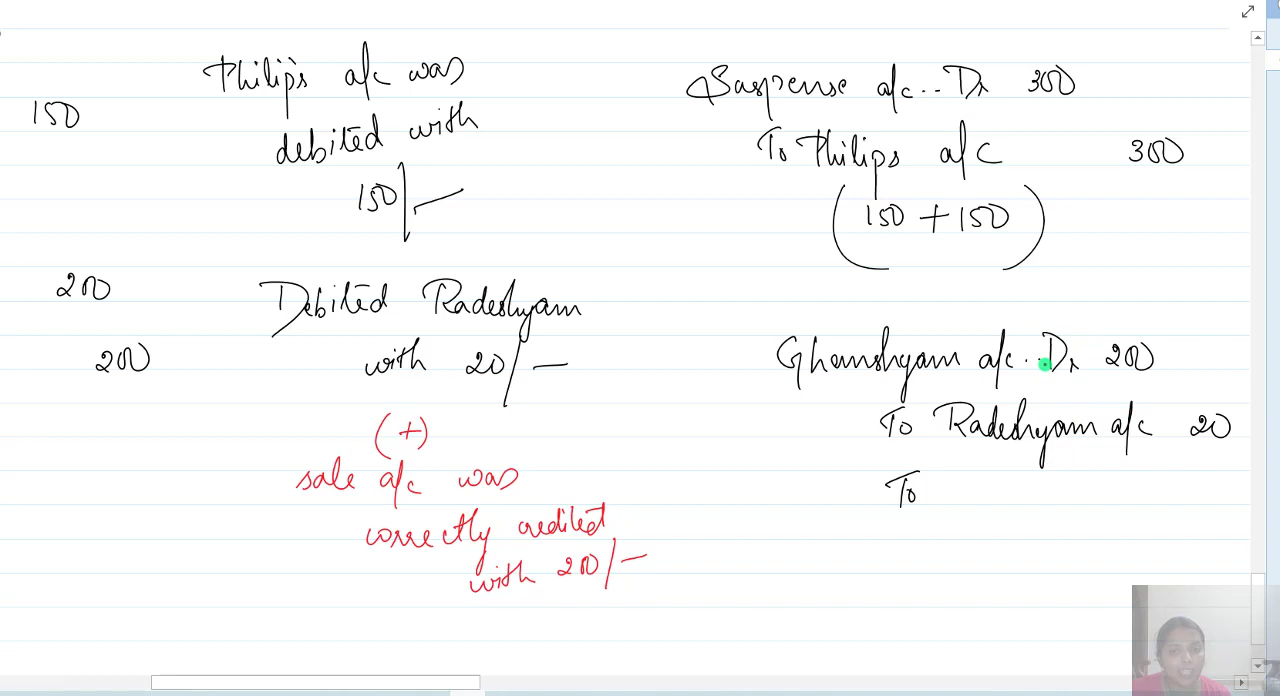 Philips a/c was
150
debited with
150/-
Suspense a/c.. Dr 300
To Philips a/c 300
(150 + 150)
200
Debited Radeshyam
200
with 20/-
(+)
sale a/c was
correctly credited
with 200/-
Ghanshyam a/c.. Dr 200
To Radeshyam a/c 20
To